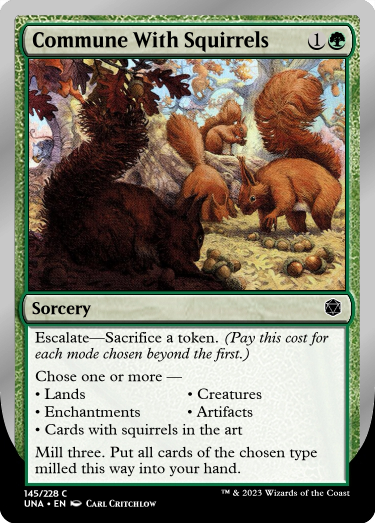 Commune With Squirrels 1
Sorcery
Escalate—Sacrifice a token. (Pay this cost for
each mode chosen beyond the first.)
Chose one or more —
• Lands • Creatures
• Enchantments • Artifacts
• Cards with squirrels in the art
Mill three. Put all cards of the chosen type
milled this way into your hand.
145/228 C
UNA • EN Carl Critchlow ™ & 2023 Wizards of the Coast